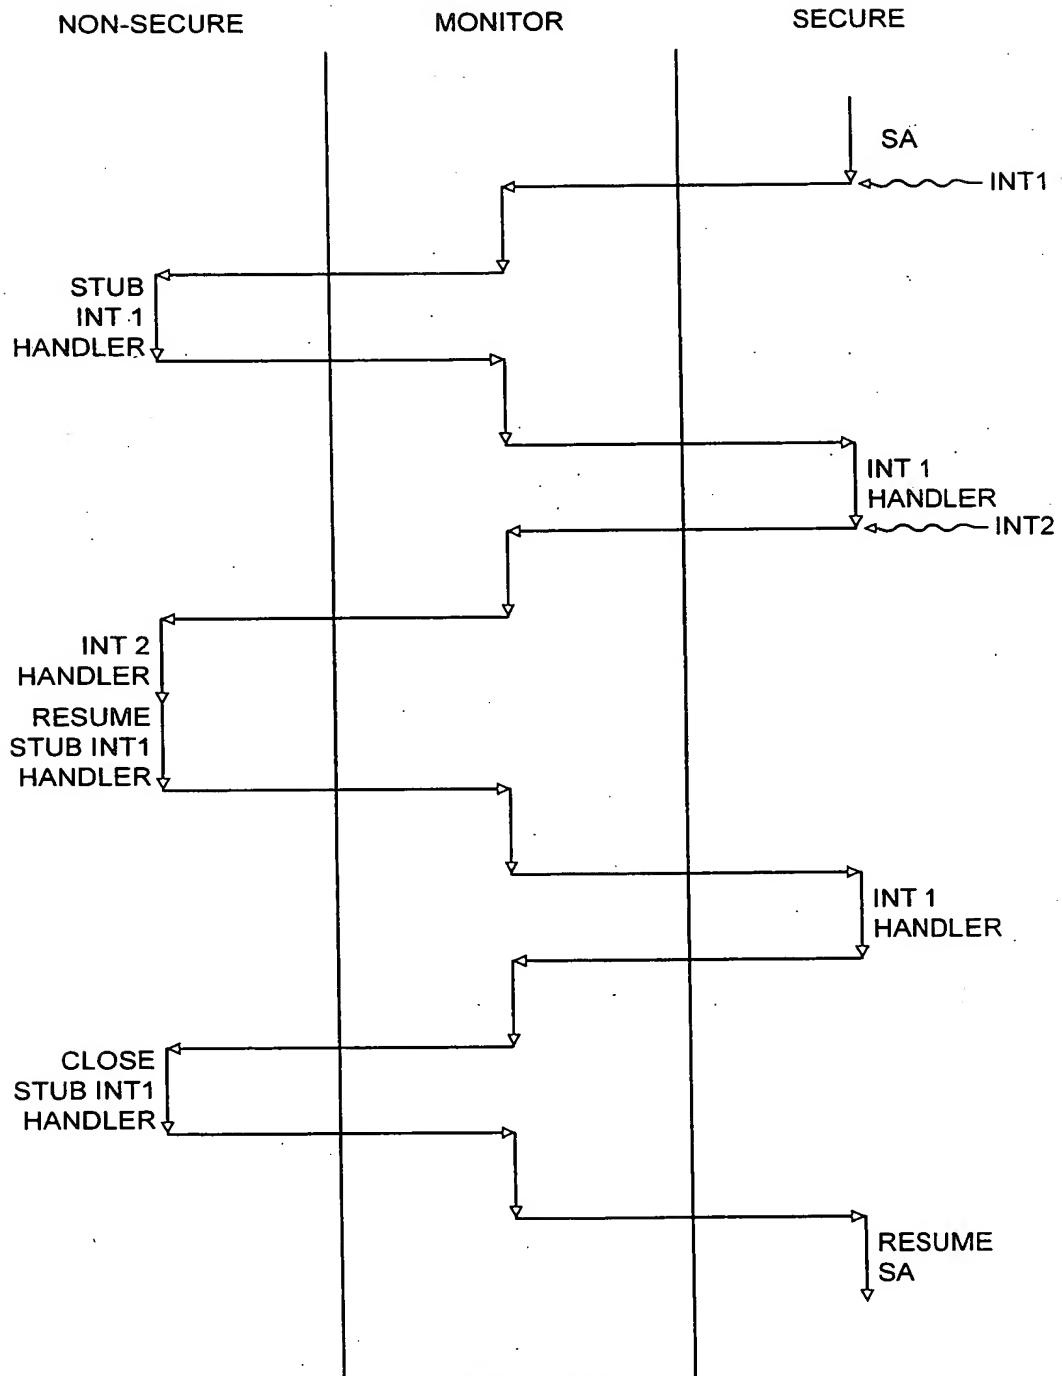 NON-SECURE
MONITOR
SECURE
SA
INT1
STUB
INT 1
HANDLER
INT 1
HANDLER
INT2
INT 2
HANDLER
RESUME
STUB INT1
HANDLER
INT 1
HANDLER
CLOSE
STUB INT1
HANDLER
RESUME
SA